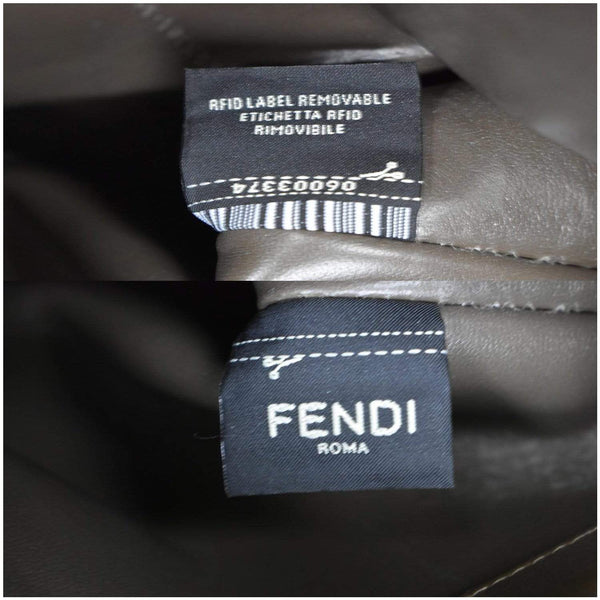 RFID LABEL REMOVABLE
ETICHETTA RFID
RIMOVIBILE
06003374
FENDI
ROMA